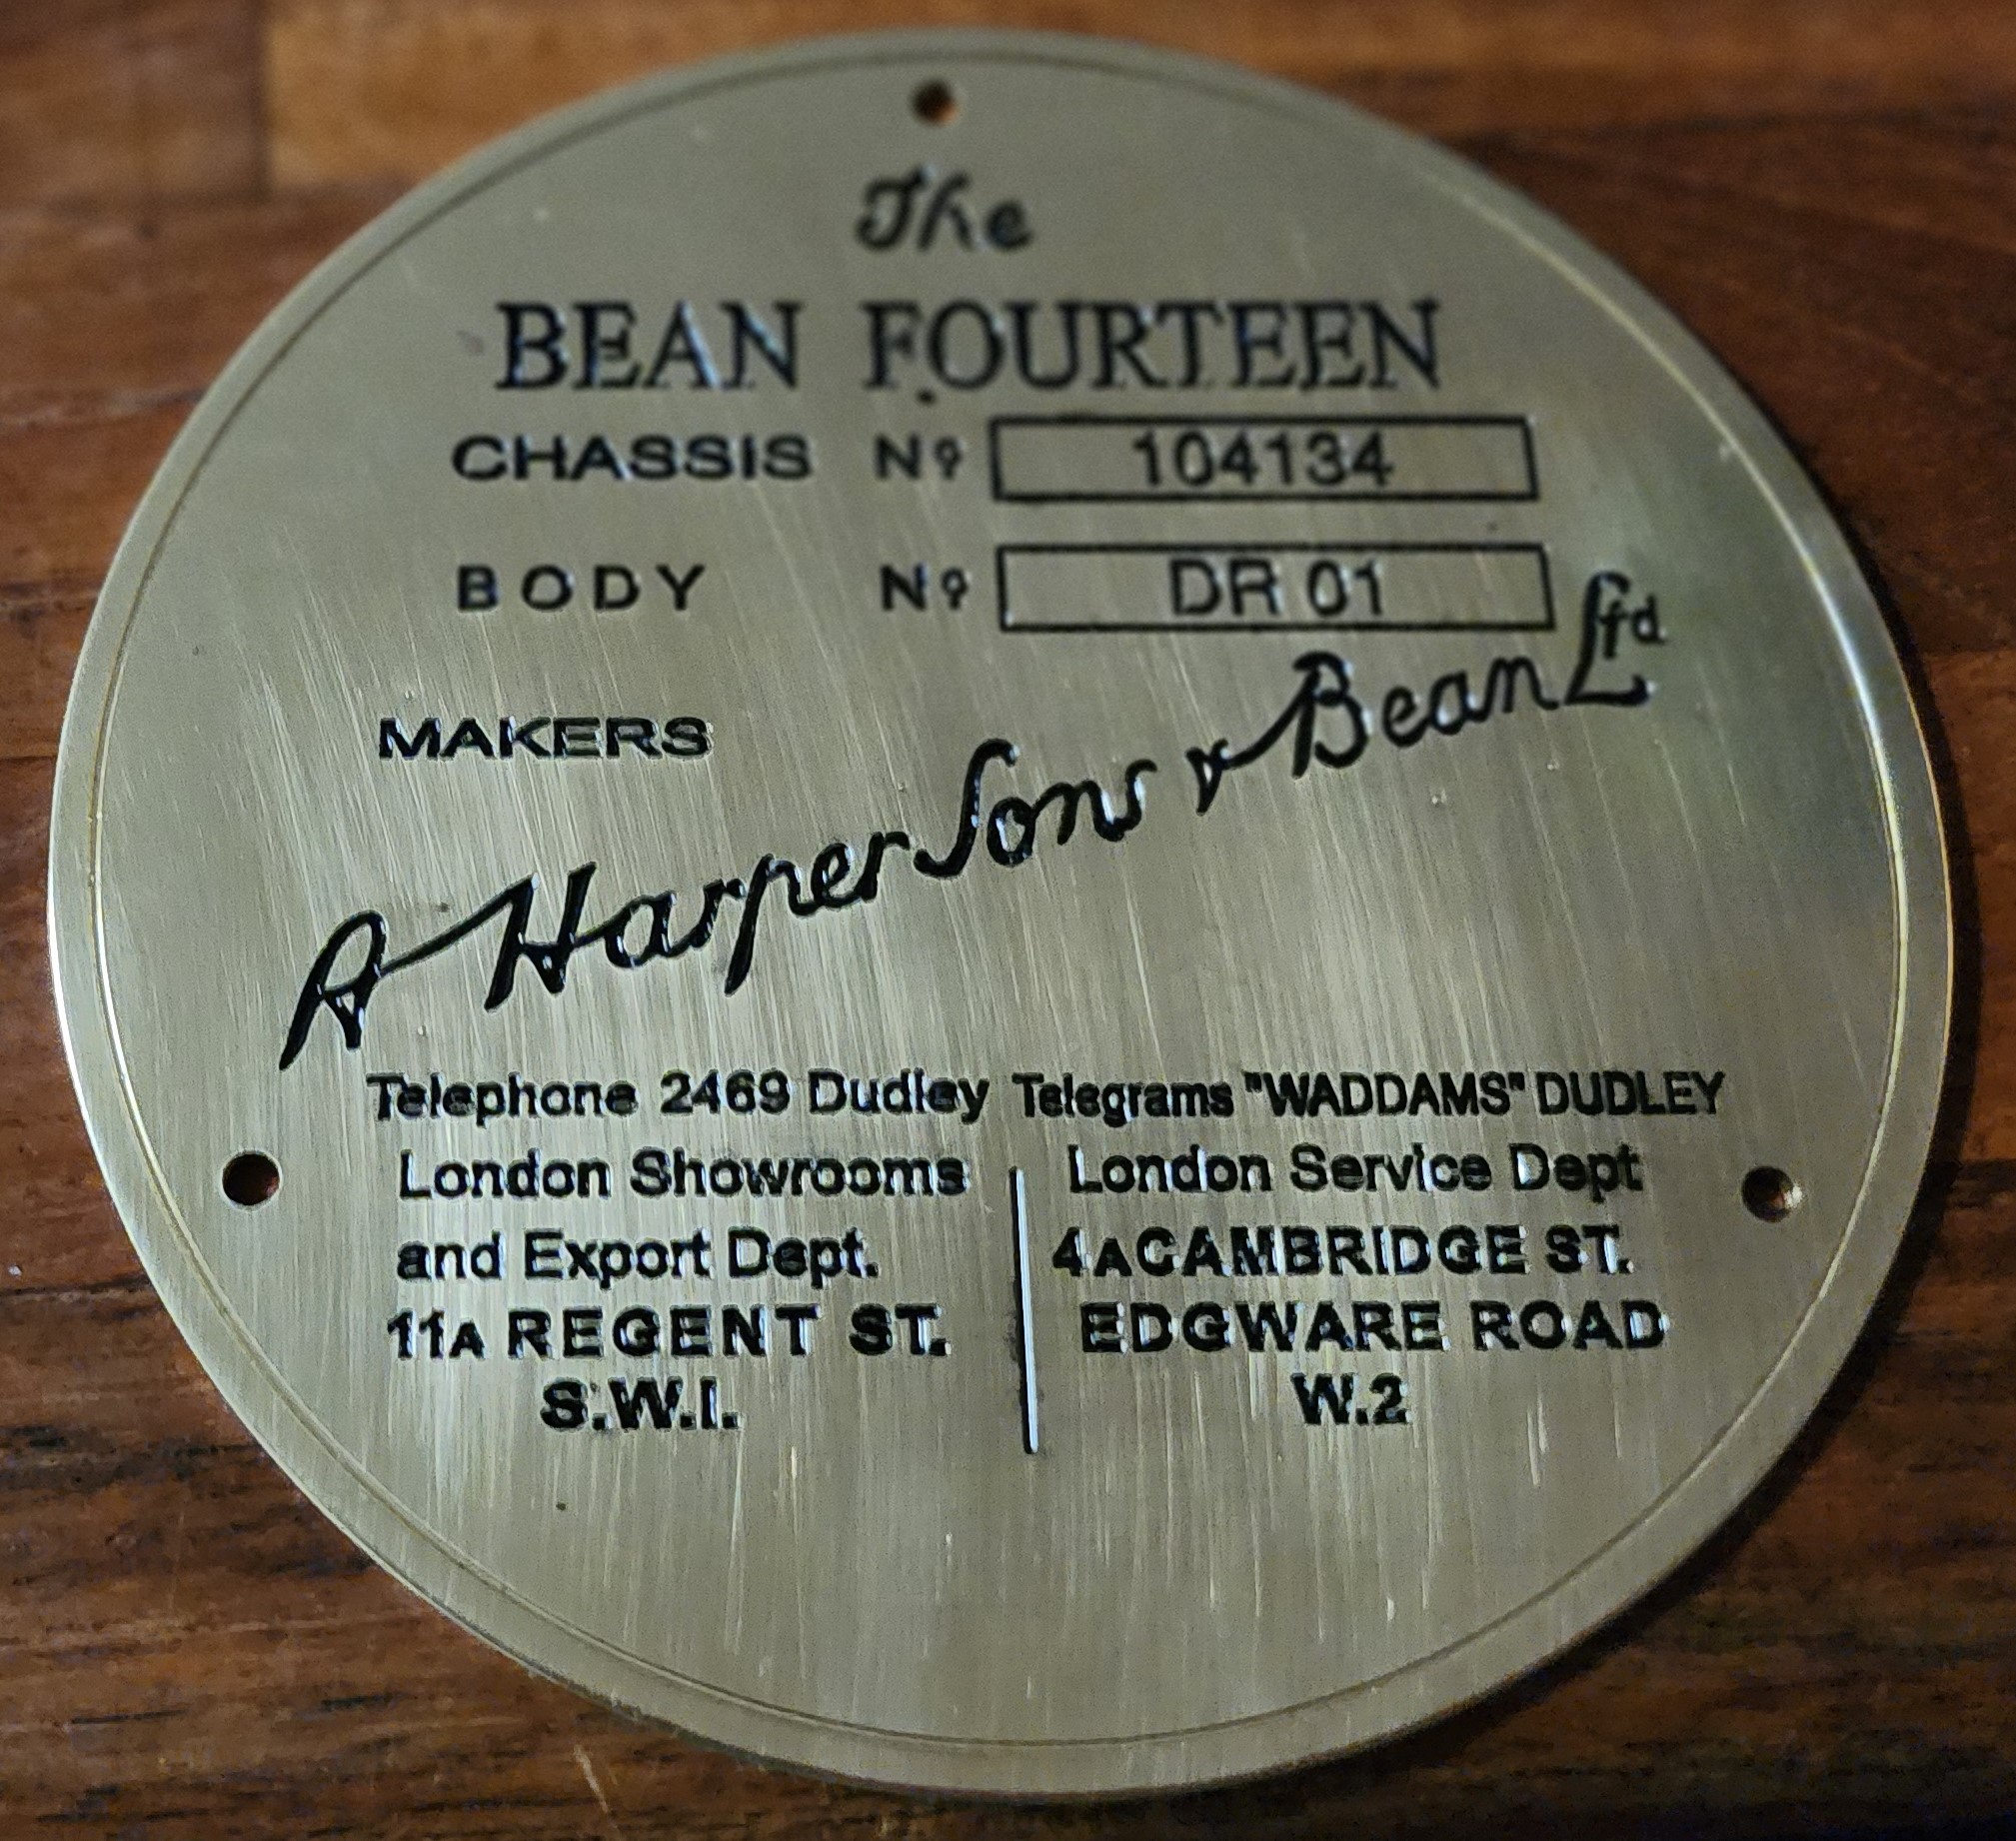 The
BEAN FOURTEEN
CHASSIS Nº 104134
BODY Nº DR 01
MAKERS
A Harper Sons & Bean Ltd
Telephone 2469 Dudley Telegrams "WADDAMS" DUDLEY
London Showrooms
and Export Dept.
11A REGENT ST.
S.W.I.
London Service Dept
4A CAMBRIDGE ST.
EDGWARE ROAD
W.2